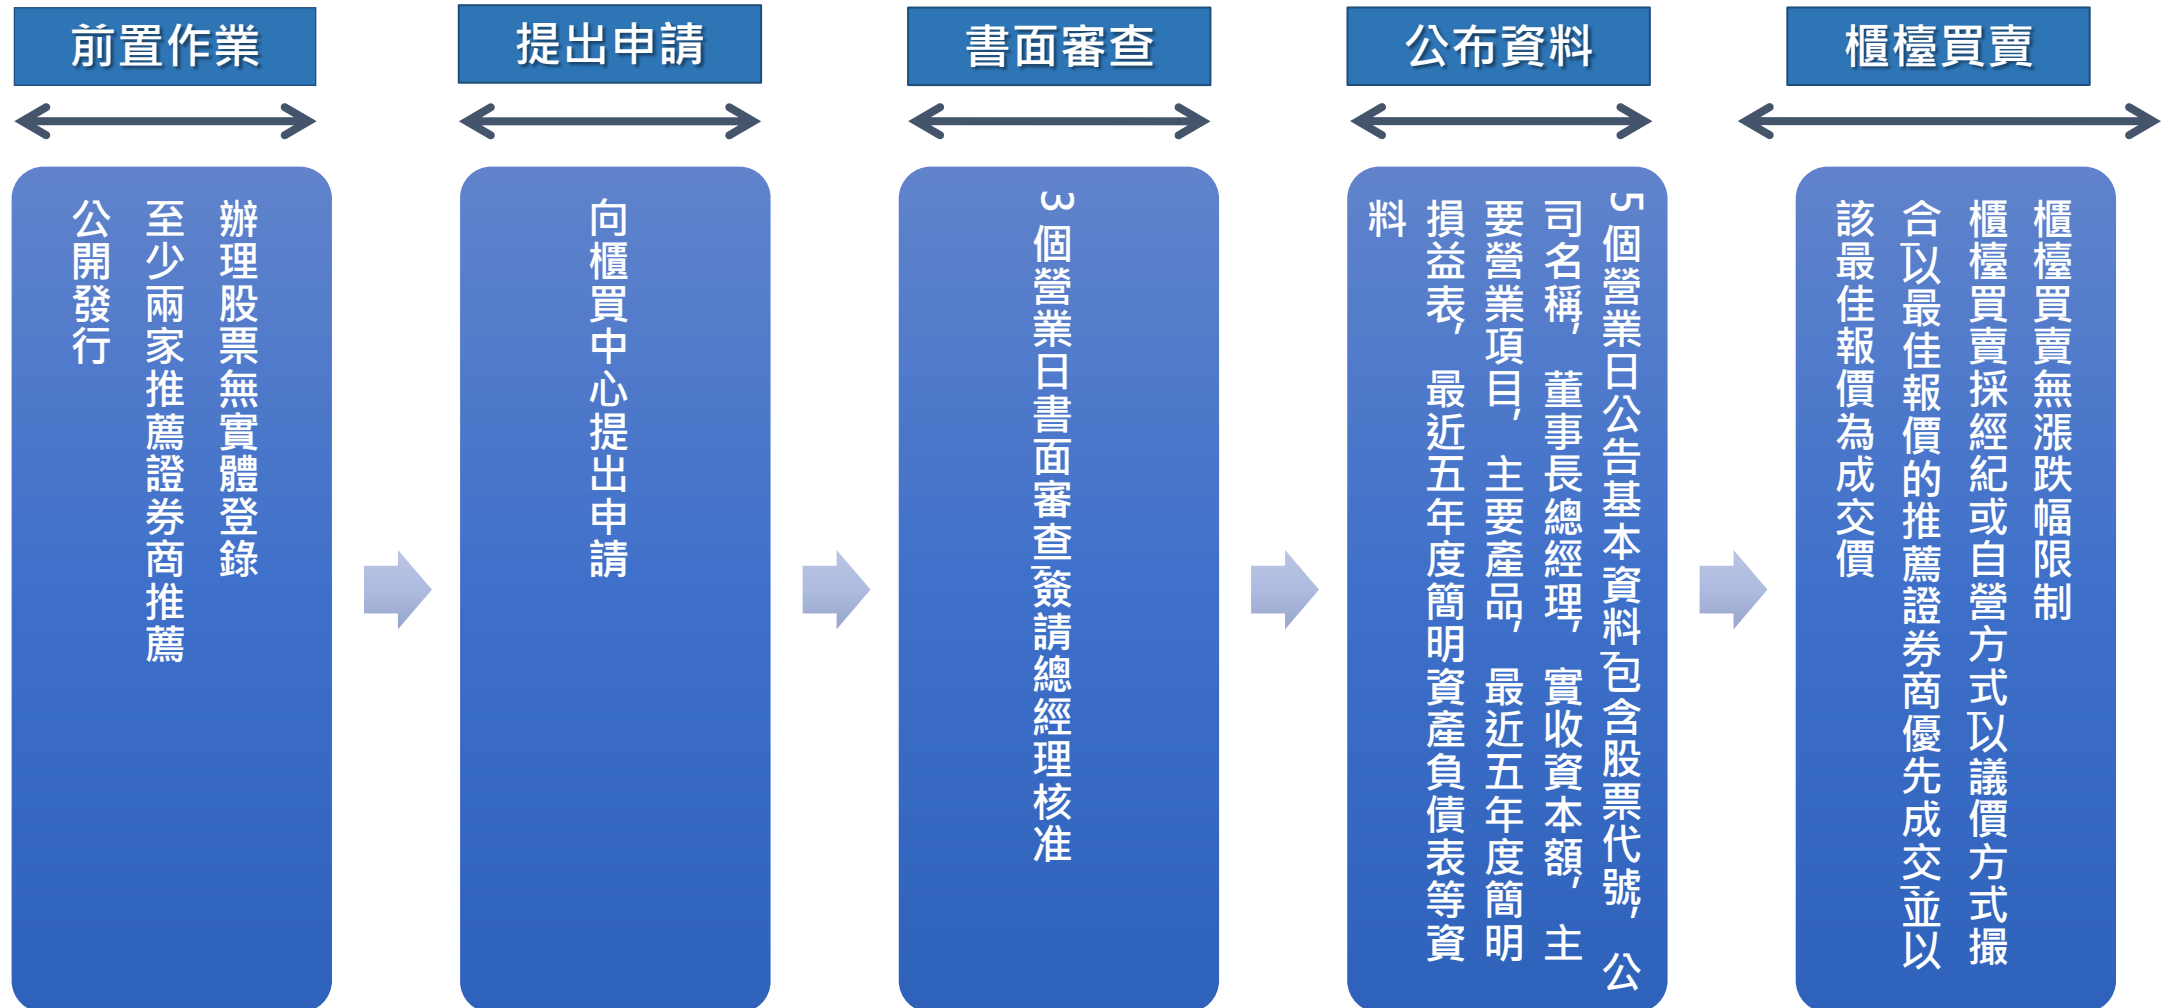 前置作業
辦理股票無實體登錄
至少兩家推薦證券商推薦
公開發行
提出申請
向櫃買中心提出申請
書面審查
3個營業日書面審查,簽請總經理核准
公布資料
5個營業日公告基本資料,包含股票代號，公
司名稱，董事長總經理，實收資本額，主
要營業項目，主要產品，最近五年度簡明
損益表，最近五年度簡明資產負債表等資
料
櫃檯買賣
櫃檯買賣無漲跌幅限制
櫃檯買賣採經紀或自營方式,以議價方式撮
合,以最佳報價的推薦證券商優先成交,並以
該最佳報價為成交價